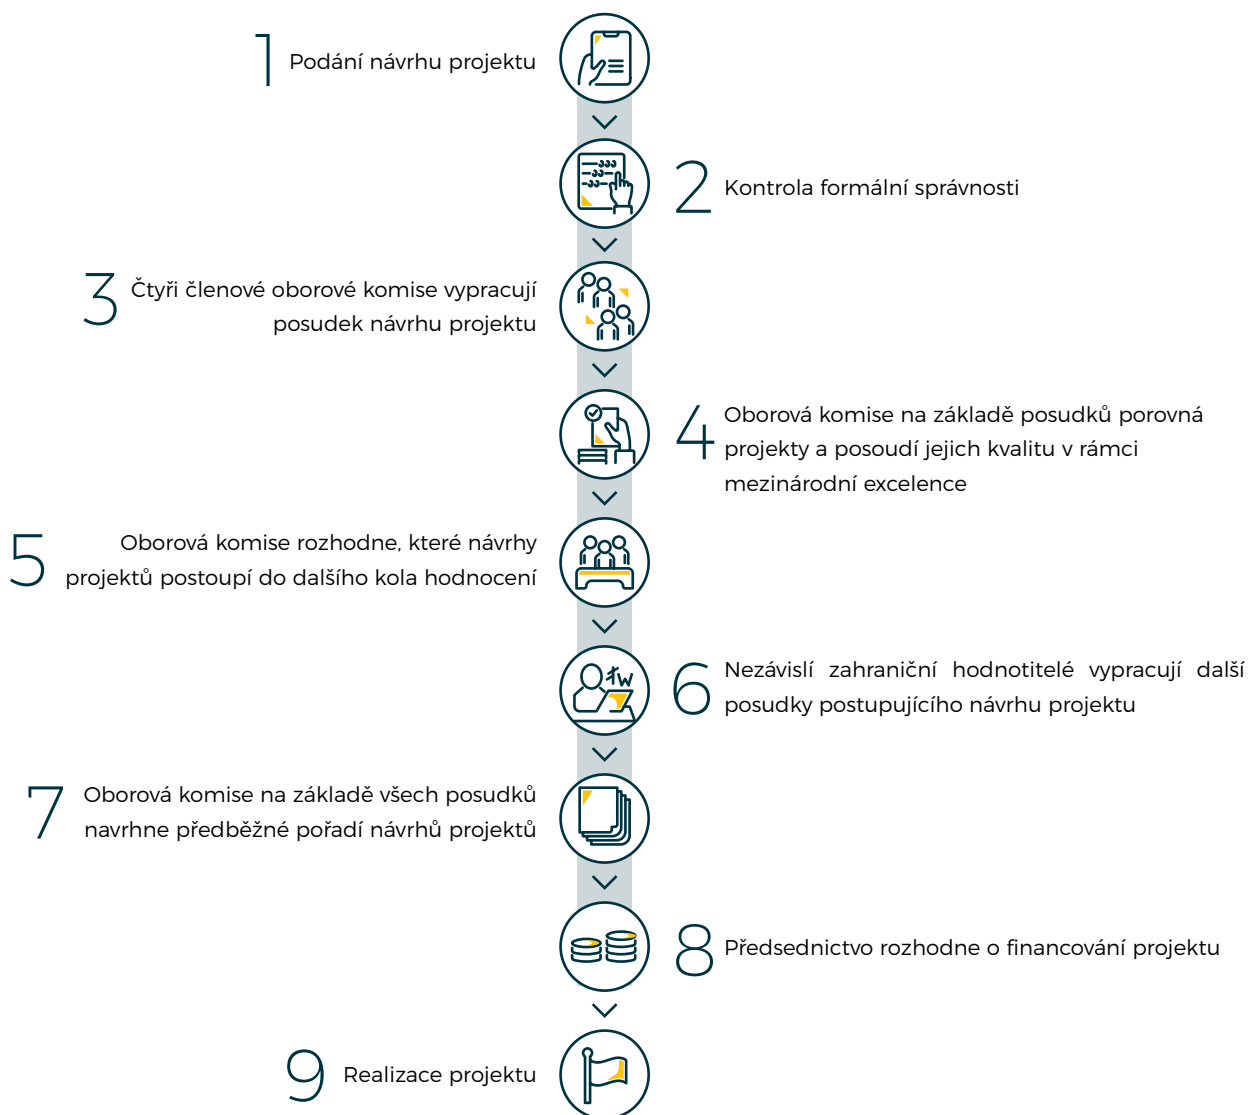 1 Podání návrhu projektu
2 Kontrola formální správnosti
3 Čtyři členové oborové komise vypracují
posudek návrhu projektu
4 Oborová komise na základě posudků porovná
projekty a posoudí jejich kvalitu v rámci
mezinárodní excelence
5 Oborová komise rozhodne, které návrhy
projektů postoupí do dalšího kola hodnocení
6 Nezávislí zahraniční hodnotitelé vypracují další
posudky postupujícího návrhu projektu
7 Oborová komise na základě všech posudků
navrhne předběžné pořadí návrhů projektů
8 Předsednictvo rozhodne o financování projektu
9 Realizace projektu